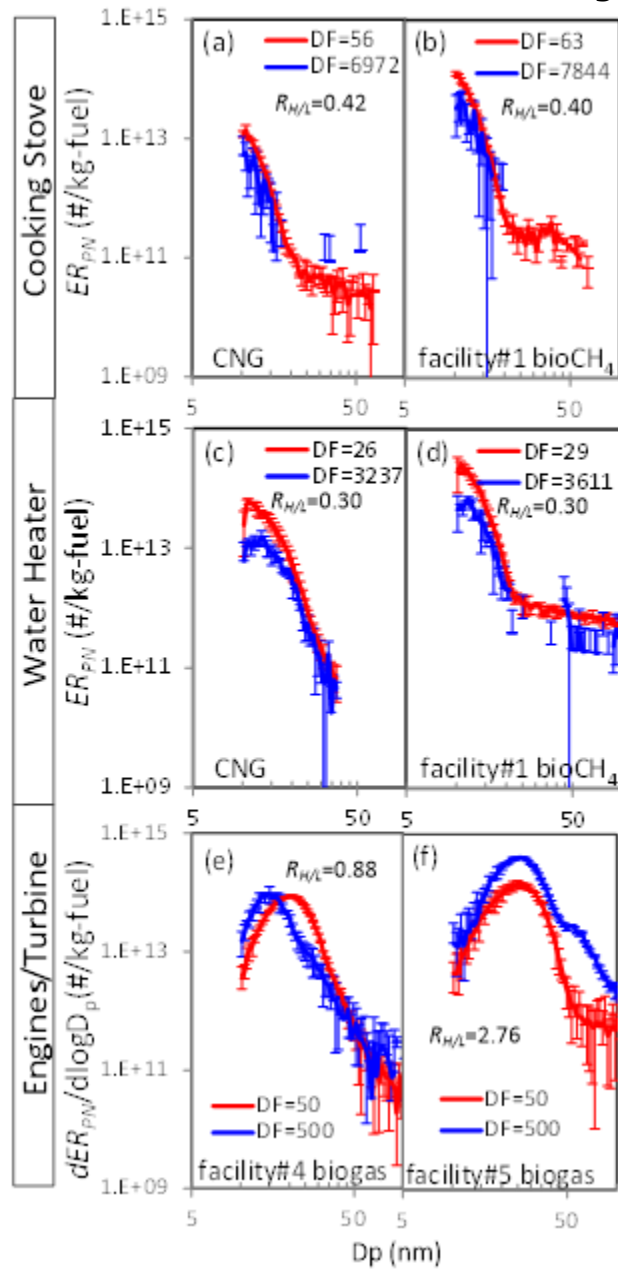 Cooking Stove
ER_PN (#/kg-fuel)
1.E+15
1.E+13
1.E+11
1.E+09
(a)
DF=56
DF=6972
R_H/L=0.42
CNG
5
50
(b)
DF=63
DF=7844
R_H/L=0.40
facility#1 bioCH₄
5
50
Water Heater
ER_PN (#/kg-fuel)
1.E+15
1.E+13
1.E+11
1.E+09
(c)
DF=26
DF=3237
R_H/L=0.30
CNG
5
50
(d)
DF=29
DF=3611
R_H/L=0.30
facility#1 bioCH₄
5
50
Engines/Turbine
dER_PN/dlogD_p(#/kg-fuel)
1.E+15
1.E+13
1.E+11
1.E+09
(e)
R_H/L=0.88
DF=50
DF=500
facility#4 biogas
5
50
(f)
R_H/L=2.76
DF=50
DF=500
facility#5 biogas
5
50
Dp (nm)